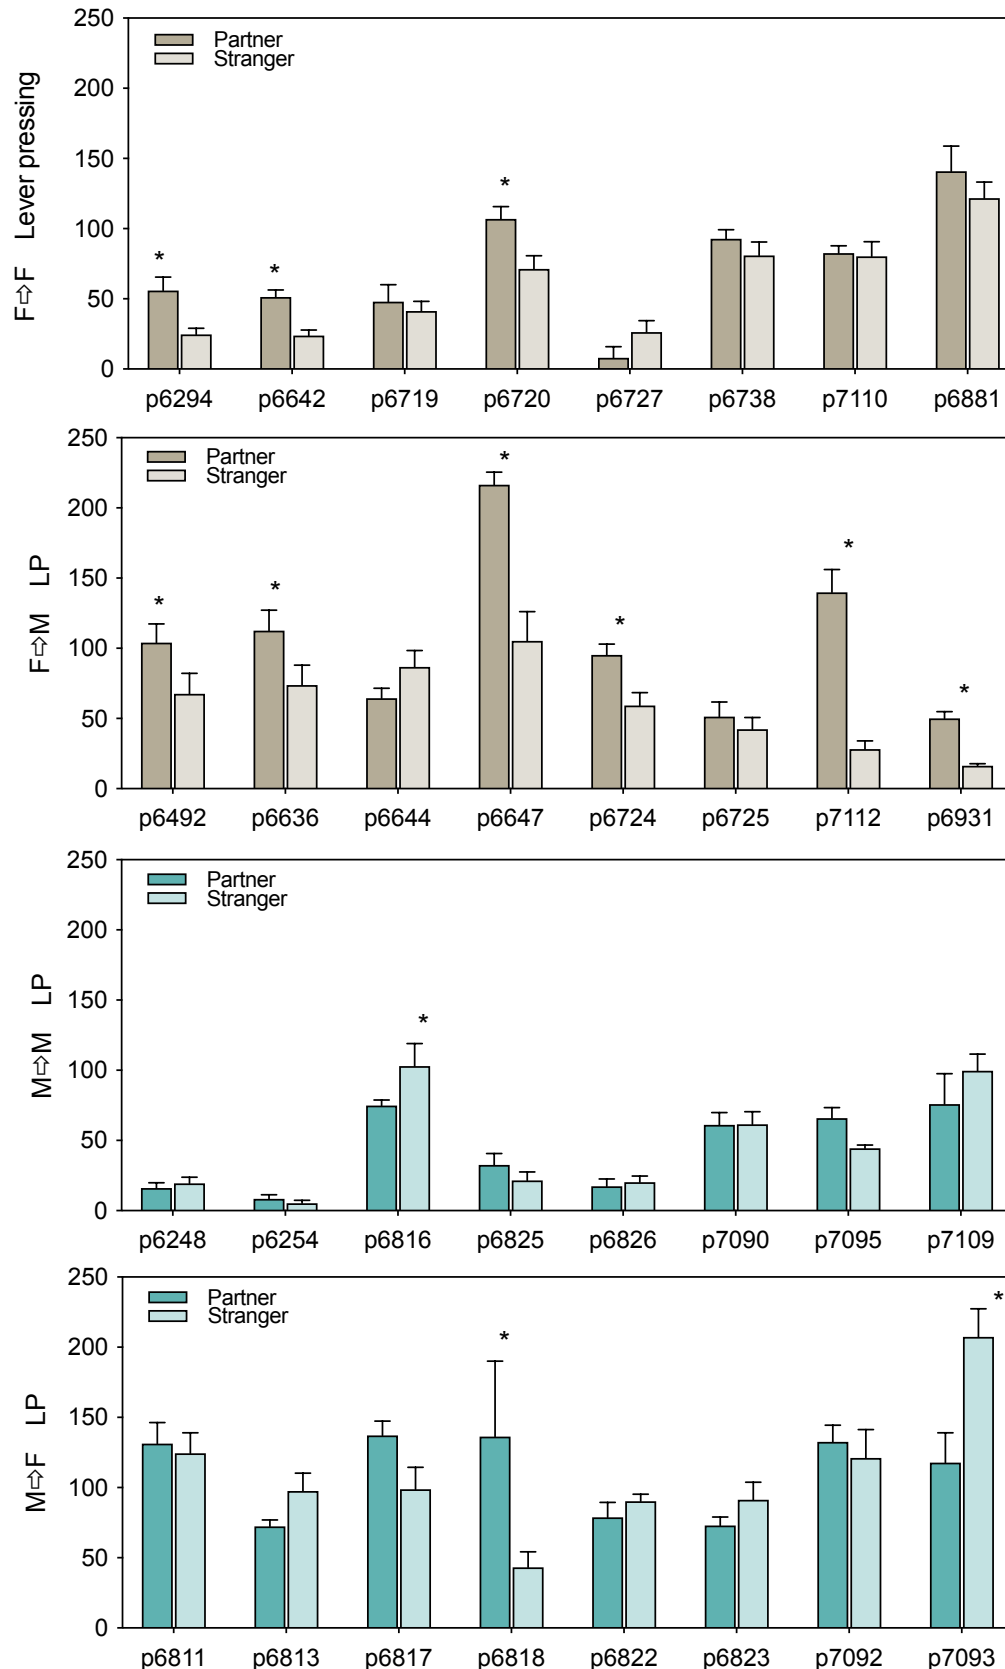 250
200
150
100
50
0
F⇨F Lever pressing
Partner
Stranger
*
*
*
p6294 p6642 p6719 p6720 p6727 p6738 p7110 p6881
250
200
150
100
50
0
F⇨M LP
Partner
Stranger
*
*
*
*
*
*
p6492 p6636 p6644 p6647 p6724 p6725 p7112 p6931
250
200
150
100
50
0
M⇨M LP
Partner
Stranger
*
p6248 p6254 p6816 p6825 p6826 p7090 p7095 p7109
250
200
150
100
50
0
M⇨F LP
Partner
Stranger
*
*
p6811 p6813 p6817 p6818 p6822 p6823 p7092 p7093